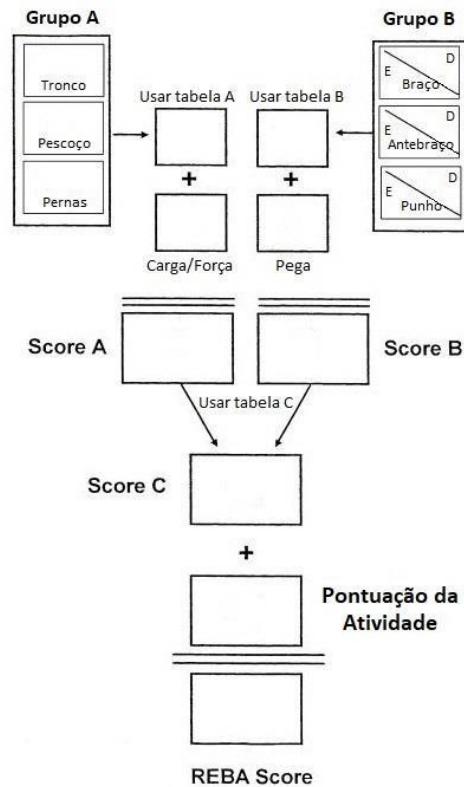 Grupo A
Grupo B
Tronco
Pescoço
Pernas
Usar tabela A
Usar tabela B
E
D
Braço
E
D
Antebraço
E
D
Punho
+
+
Carga/Força
Pega
Score A
Score B
Usar tabela C
Score C
+
Pontuação da
Atividade
REBA Score